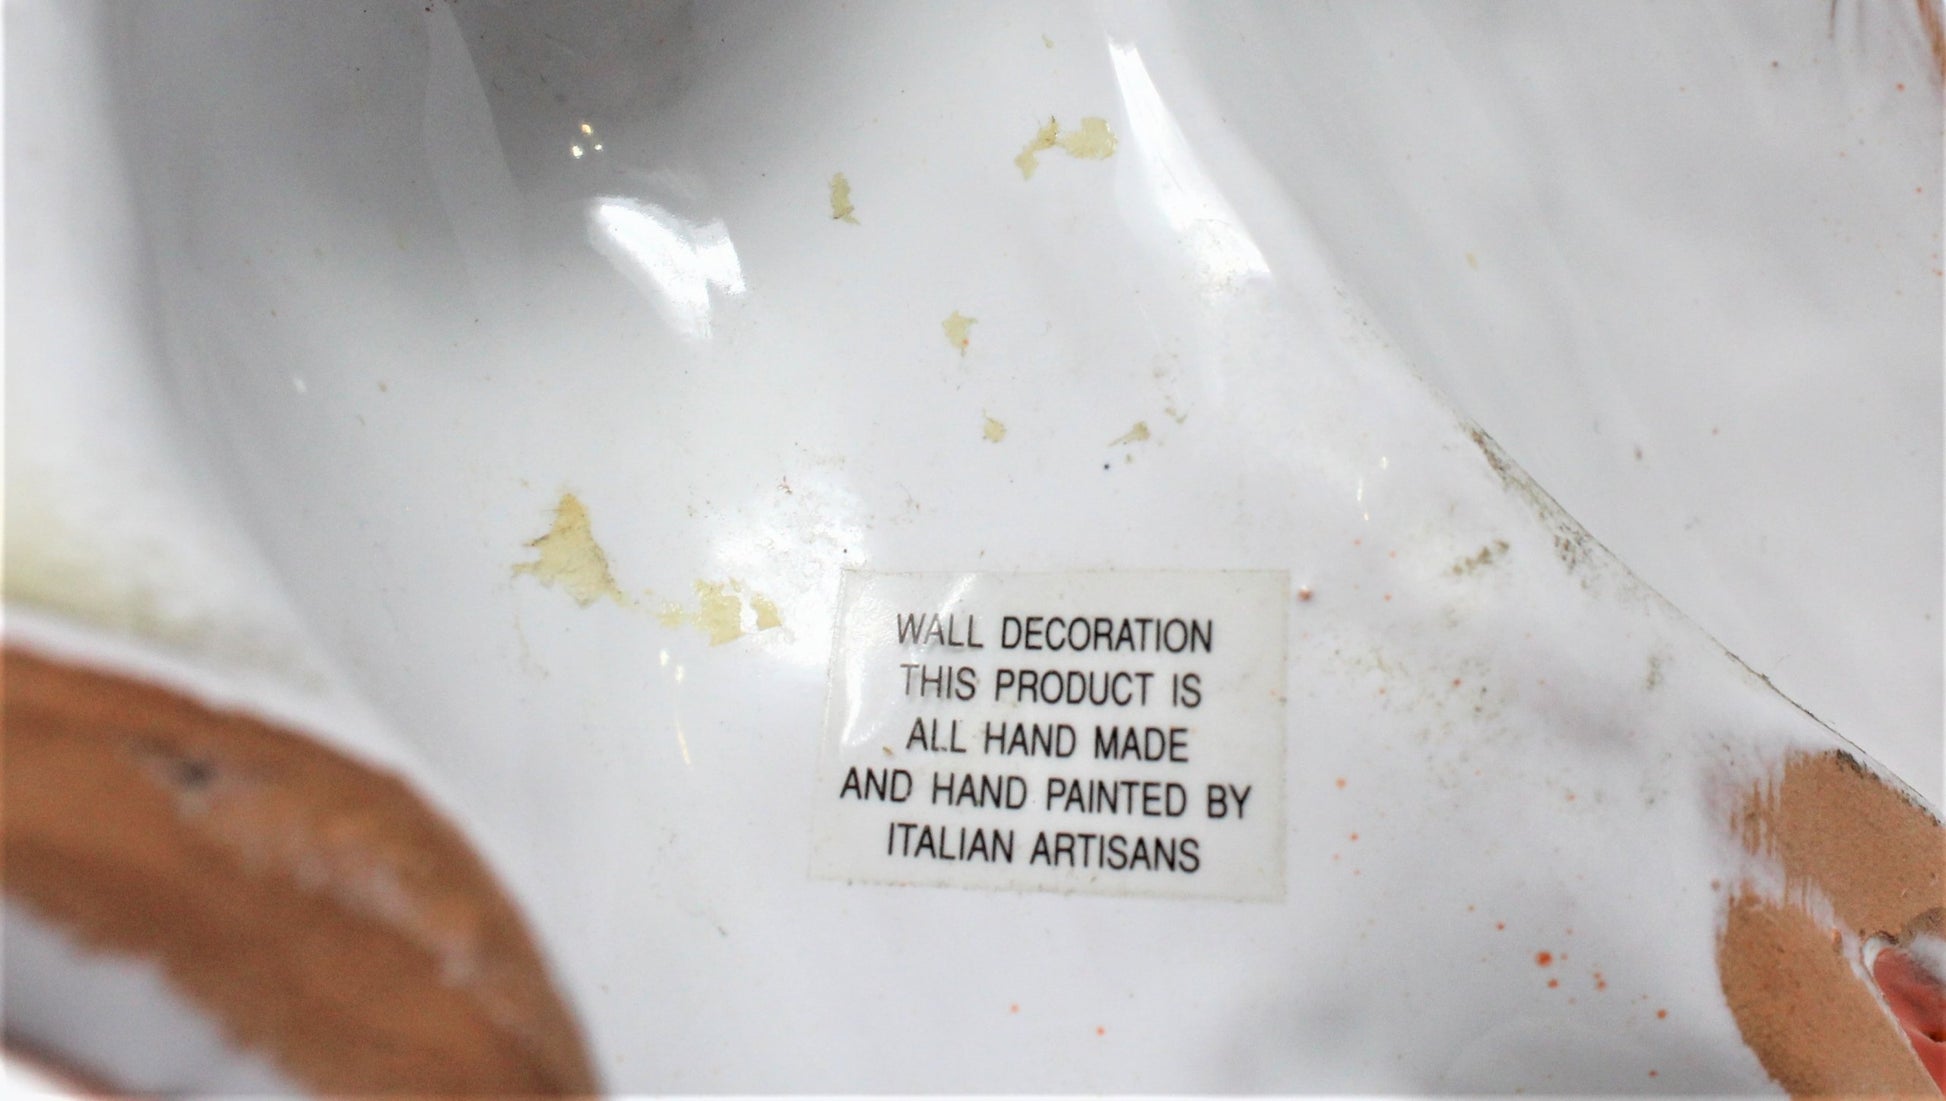 WALL DECORATION
THIS PRODUCT IS
ALL HAND MADE
AND HAND PAINTED BY
ITALIAN ARTISANS